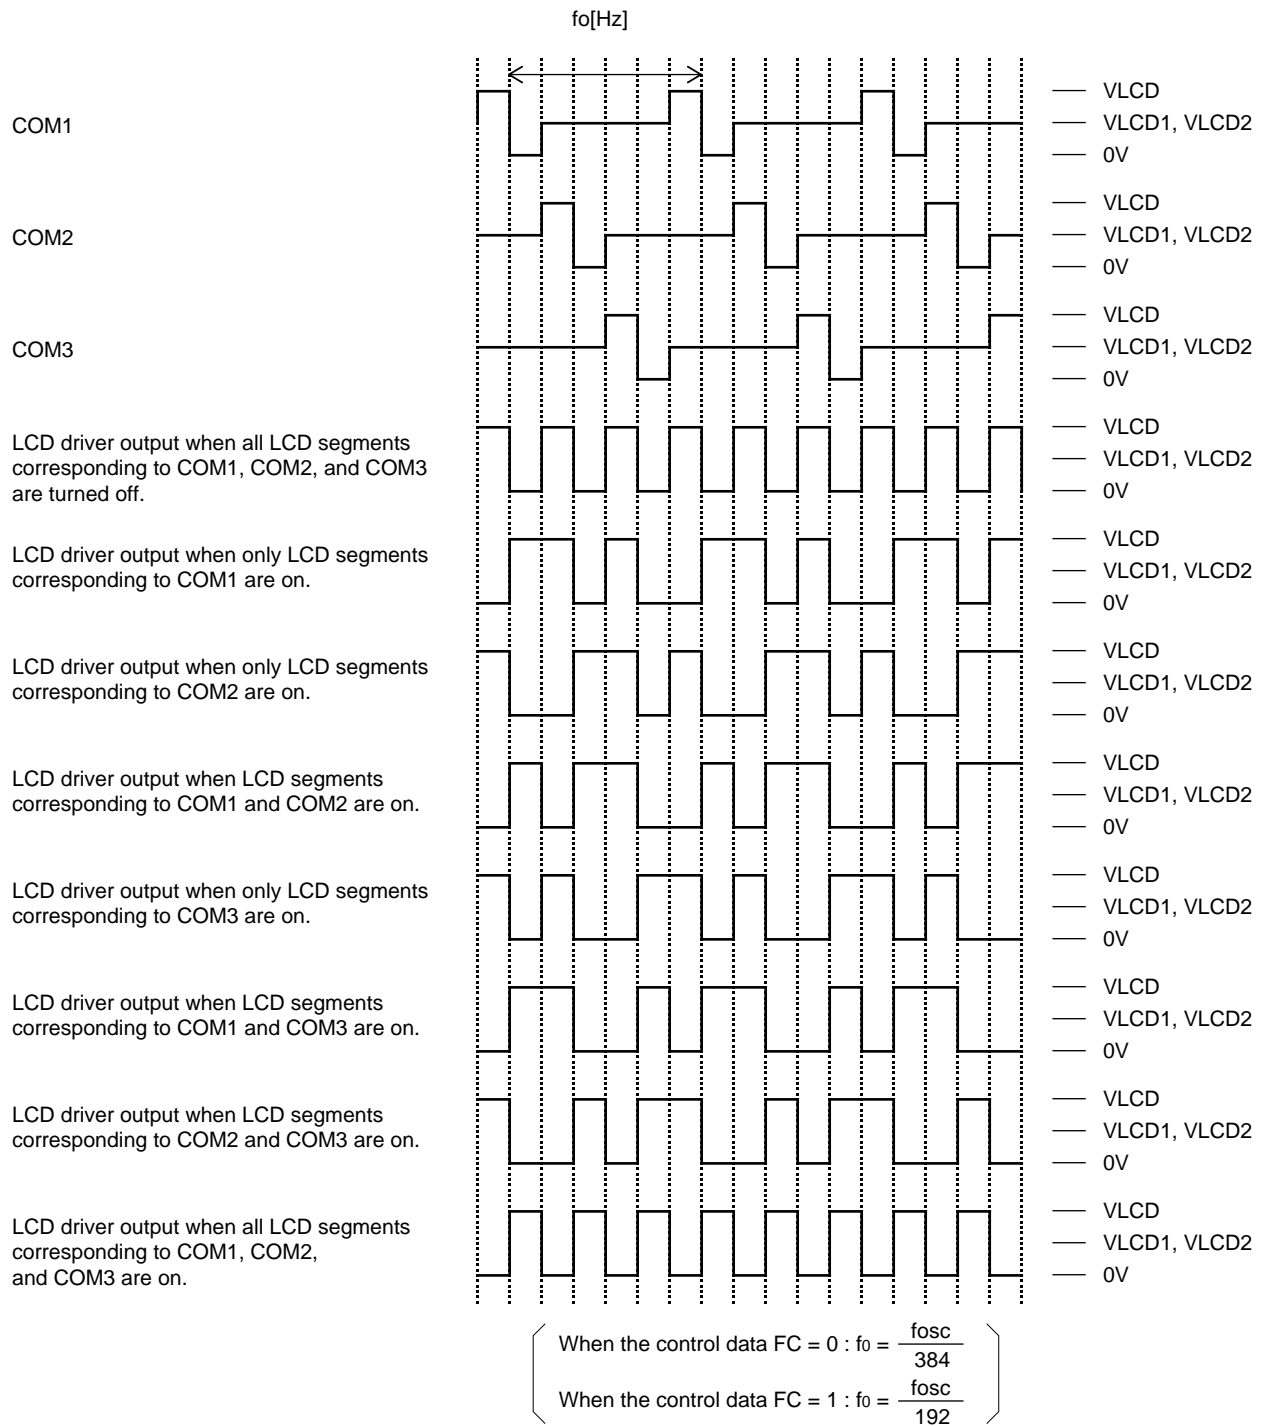 fo[Hz]
COM1
VLCD
VLCD1, VLCD2
0V
COM2
VLCD
VLCD1, VLCD2
0V
COM3
VLCD
VLCD1, VLCD2
0V
LCD driver output when all LCD segments
corresponding to COM1, COM2, and COM3
are turned off.
VLCD
VLCD1, VLCD2
0V
LCD driver output when only LCD segments
corresponding to COM1 are on.
VLCD
VLCD1, VLCD2
0V
LCD driver output when only LCD segments
corresponding to COM2 are on.
VLCD
VLCD1, VLCD2
0V
LCD driver output when LCD segments
corresponding to COM1 and COM2 are on.
VLCD
VLCD1, VLCD2
0V
LCD driver output when only LCD segments
corresponding to COM3 are on.
VLCD
VLCD1, VLCD2
0V
LCD driver output when LCD segments
corresponding to COM1 and COM3 are on.
VLCD
VLCD1, VLCD2
0V
LCD driver output when LCD segments
corresponding to COM2 and COM3 are on.
VLCD
VLCD1, VLCD2
0V
LCD driver output when all LCD segments
corresponding to COM1, COM2,
and COM3 are on.
VLCD
VLCD1, VLCD2
0V
When the control data FC = 0 : f0 = fosc
384
When the control data FC = 1 : f0 = fosc
192